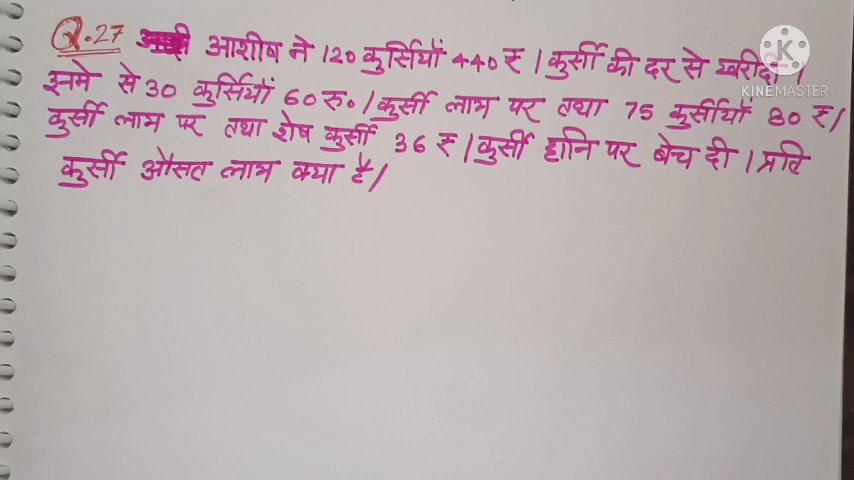 Q.27 आशीष ने 120 कुर्सियाँ 440 ₹ / कुर्सी की दर से खरीदी।
इनमे से 30 कुर्सियाँ 60 रु० / कुर्सी लाभ पर तथा 75 कुर्सीयाँ 80 ₹ /
कुर्सी लाभ पर तथा शेष कुर्सी 36 ₹ / कुर्सी हानि पर बेच दी । प्रति
कुर्सी औसत लाभ क्या है /
K
KINEMASTER